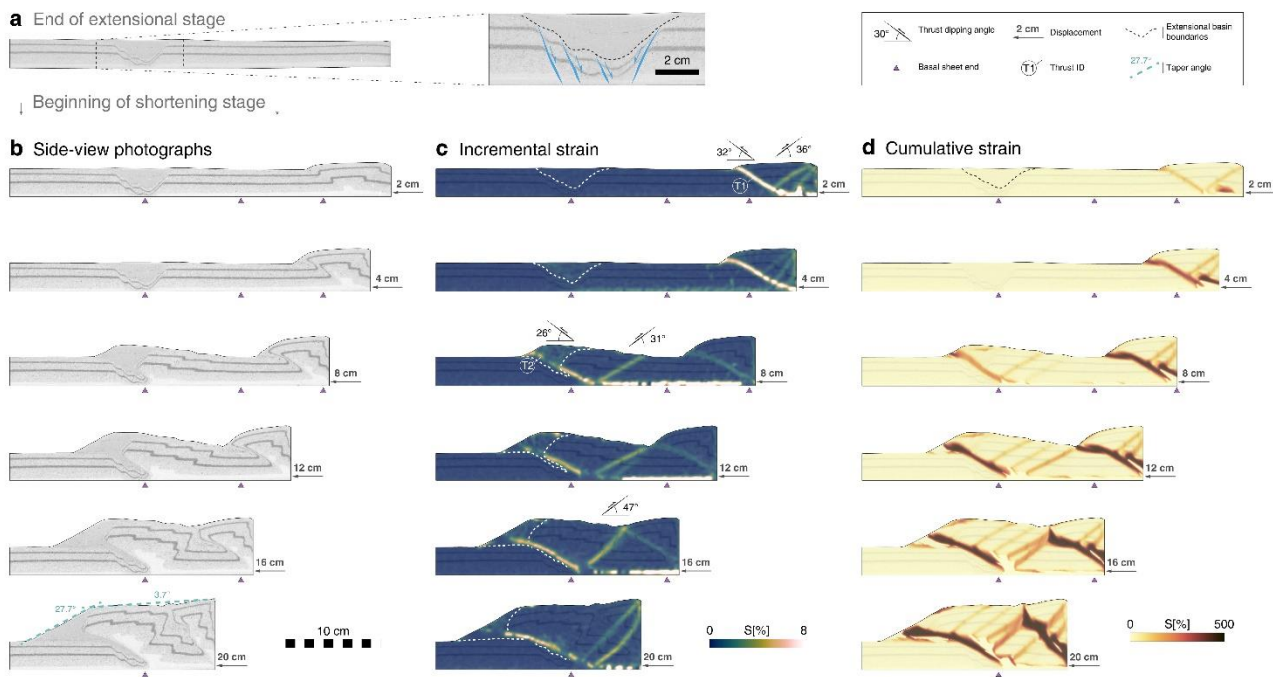 a End of extensional stage
2 cm
30°
Thrust dipping angle
2 cm
Displacement
Extensional basin
boundaries
Basal sheet end
T1
Thrust ID
27.7°
Taper angle
Beginning of shortening stage
b Side-view photographs
c Incremental strain
d Cumulative strain
2 cm
32°
36°
T1
2 cm
2 cm
4 cm
4 cm
4 cm
8 cm
26°
31°
T2
8 cm
8 cm
12 cm
12 cm
12 cm
16 cm
47°
16 cm
16 cm
27.7°
3.7°
20 cm
10 cm
20 cm
0 S[%] 8
20 cm
0 S[%] 500